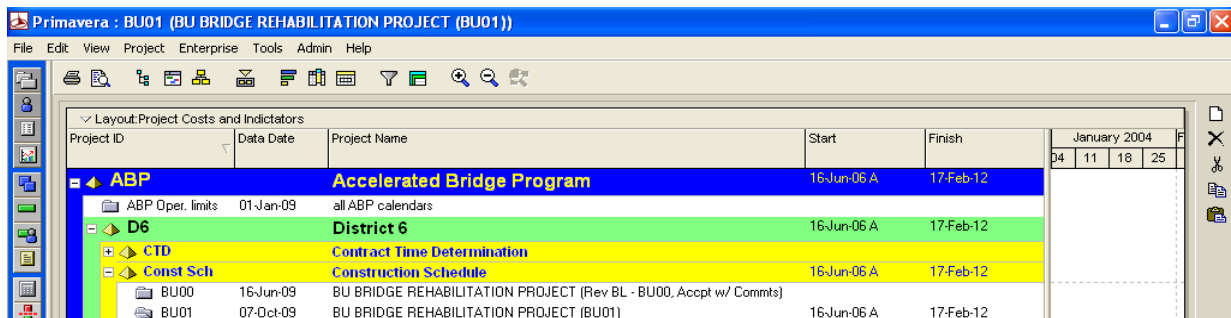 Primavera : BU01 (BU BRIDGE REHABILITATION PROJECT (BU01))
File Edit View Project Enterprise Tools Admin Help
Layout:Project Costs and Indictators
Project ID Data Date Project Name Start Finish January 2004 F
04 11 18 25
ABP Accelerated Bridge Program 16-Jun-06 A 17-Feb-12
ABP Oper. limits 01-Jan-09 all ABP calendars
D6 District 6 16-Jun-06 A 17-Feb-12
CTD Contract Time Determination
Const Sch Construction Schedule 16-Jun-06 A 17-Feb-12
BU00 16-Jun-09 BU BRIDGE REHABILITATION PROJECT (Rev BL - BU00, Accpt w/ Commts)
BU01 07-Oct-09 BU BRIDGE REHABILITATION PROJECT (BU01) 16-Jun-06 A 17-Feb-12